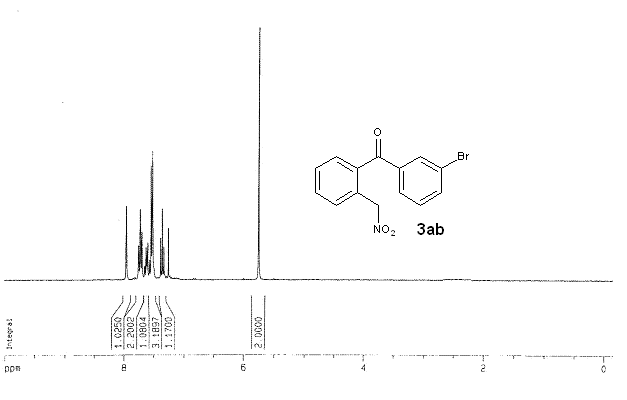 O
Br
NO2
3ab
Integral
1.0250
2.2002
1.0804
3.1897
1.1700
2.0000
ppm
8
6
4
2
0